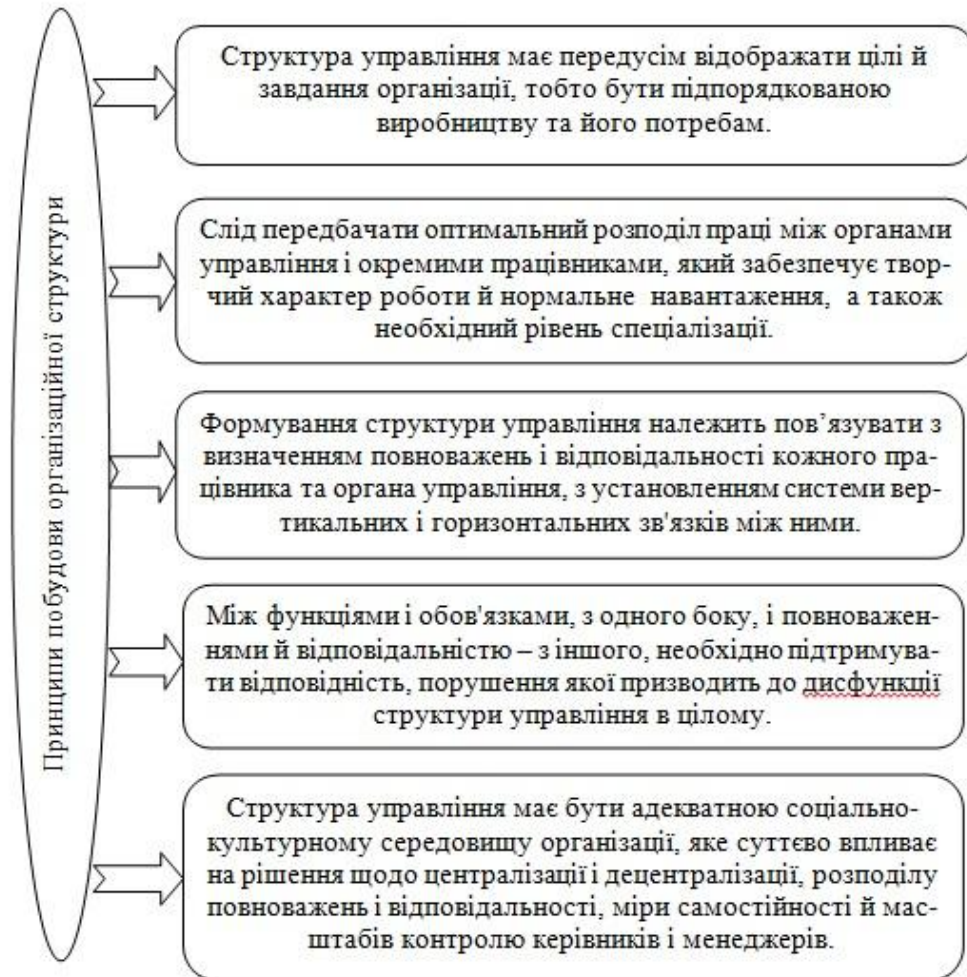 Принципи побудови організаційної структури
Структура управління має передусім відображати цілі й
завдання організації, тобто бути підпорядкованою
виробництву та його потребам.
Слід передбачати оптимальний розподіл праці між органами
управління і окремими працівниками, який забезпечує твор-
чий характер роботи й нормальне навантаження, а також
необхідний рівень спеціалізації.
Формування структури управління належить пов’язувати з
визначенням повноважень і відповідальності кожного пра-
цівника та органа управління, з установленням системи вер-
тикальних і горизонтальних зв'язків між ними.
Між функціями і обов'язками, з одного боку, і повноважен-
нями й відповідальністю – з іншого, необхідно підтримува-
ти відповідність, порушення якої призводить до дисфункції
структури управління в цілому.
Структура управління має бути адекватною соціально-
культурному середовищу організації, яке суттєво впливає
на рішення щодо централізації і децентралізації, розподілу
повноважень і відповідальності, міри самостійності й мас-
штабів контролю керівників і менеджерів.